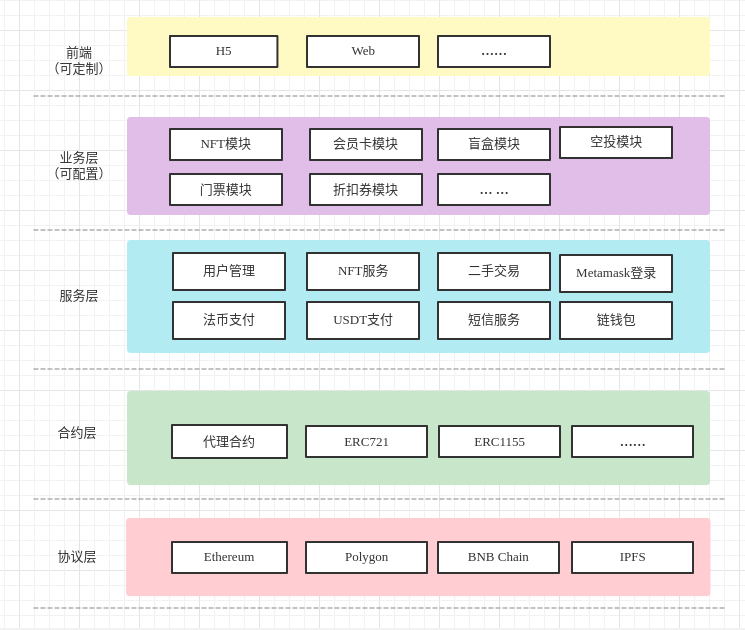 前端
（可定制）
H5
Web
......
业务层
（可配置）
NFT模块
会员卡模块
盲盒模块
空投模块
门票模块
折扣券模块
... ...
服务层
用户管理
NFT服务
二手交易
Metamask登录
法币支付
USDT支付
短信服务
链钱包
合约层
代理合约
ERC721
ERC1155
......
协议层
Ethereum
Polygon
BNB Chain
IPFS